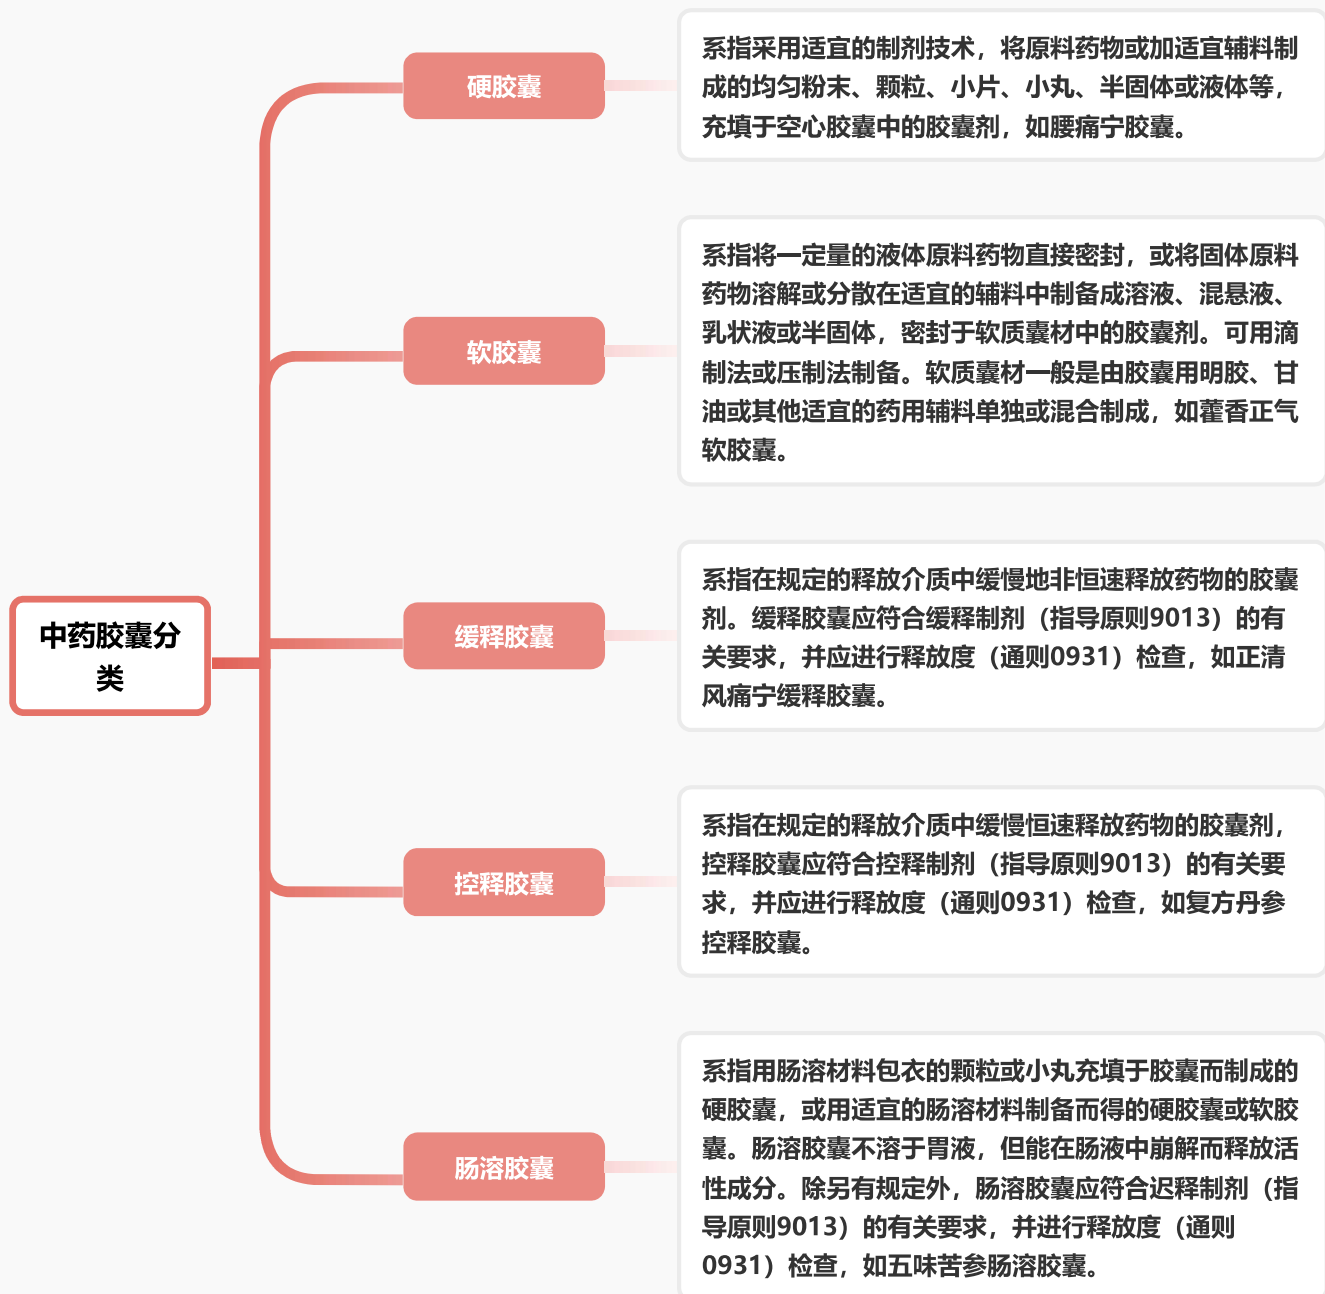 中药胶囊分
类
硬胶囊
系指采用适宜的制剂技术，将原料药物或加适宜辅料制
成的均匀粉末、颗粒、小片、小丸、半固体或液体等，
充填于空心胶囊中的胶囊剂，如腰痛宁胶囊。
软胶囊
系指将一定量的液体原料药物直接密封，或将固体原料
药物溶解或分散在适宜的辅料中制备成溶液、混悬液、
乳状液或半固体，密封于软质囊材中的胶囊剂。可用滴
制法或压制法制备。软质囊材一般是由胶囊用明胶、甘
油或其他适宜的药用辅料单独或混合制成，如藿香正气
软胶囊。
缓释胶囊
系指在规定的释放介质中缓慢地非恒速释放药物的胶囊
剂。缓释胶囊应符合缓释制剂（指导原则9013）的有
关要求，并应进行释放度（通则0931）检查，如正清
风痛宁缓释胶囊。
控释胶囊
系指在规定的释放介质中缓慢恒速释放药物的胶囊剂，
控释胶囊应符合控释制剂（指导原则9013）的有关要
求，并应进行释放度（通则0931）检查，如复方丹参
控释胶囊。
肠溶胶囊
系指用肠溶材料包衣的颗粒或小丸充填于胶囊而制成的
硬胶囊，或用适宜的肠溶材料制备而得的硬胶囊或软胶
囊。肠溶胶囊不溶于胃液，但能在肠液中崩解而释放活
性成分。除另有规定外，肠溶胶囊应符合迟释制剂（指
导原则9013）的有关要求，并进行释放度（通则
0931）检查，如五味苦参肠溶胶囊。